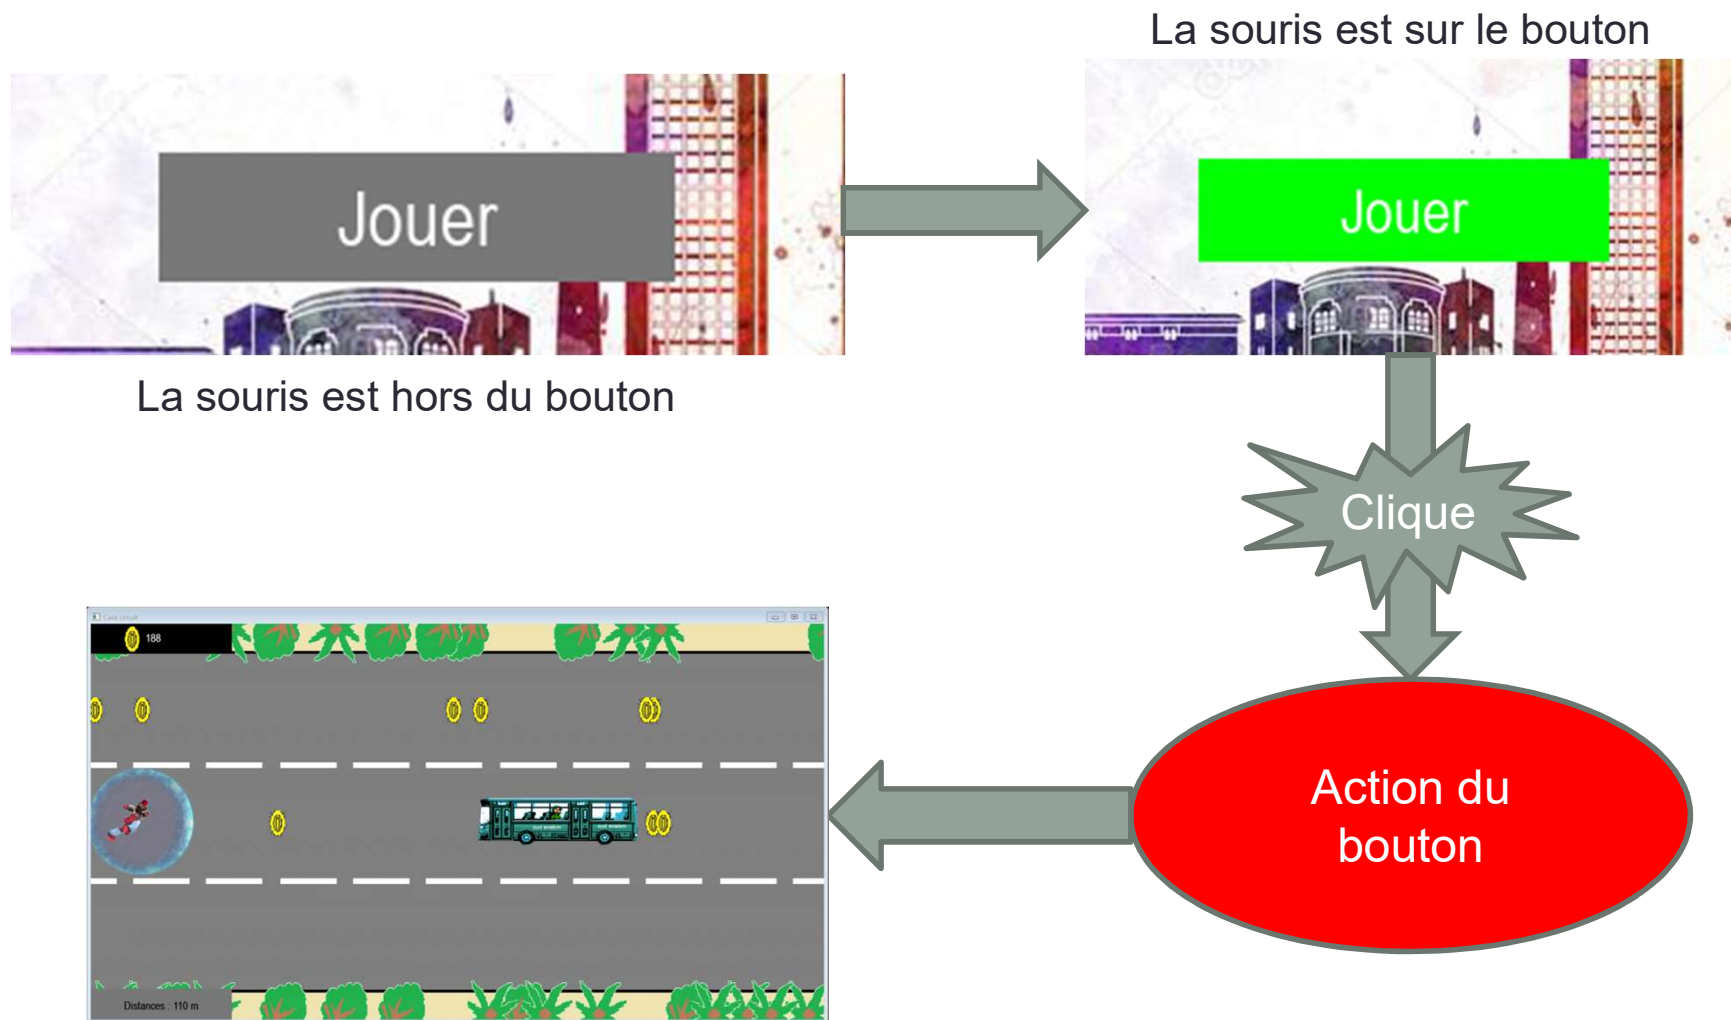 La souris est sur le bouton
Jouer
Jouer
La souris est hors du bouton
Clique
188
Action du
bouton
Distances : 110 m